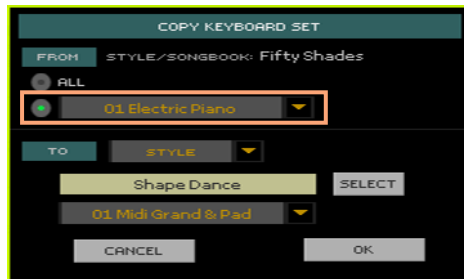 COPY KEYBOARD SET
FROM STYLE/SONGBOOK: Fifty Shades
ALL
01 Electric Piano
TO STYLE
Shape Dance SELECT
01 Midi Grand & Pad
CANCEL OK